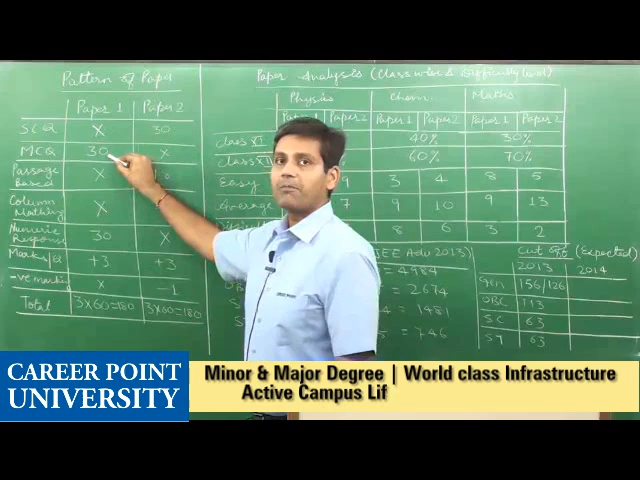 Pattern of Paper
Paper 1 Paper 2
SCQ X 30
MCQ 30 X
Passage Based X
Column Mathing X
Numeric Response 30 X
Marks/Q +3 +3
-ve marking x -1
Total 3X60=180 3X60=180
Paper Analysis (Class wise & Difficulty level)
Physics Chem. Maths
Paper 1 Paper 2 Paper 1 Paper 2
Class XI 40% 30%
Class XII 60% 70%
Easy 9 3 4 8 5
Average 7 9 10 9 13
8 6 3 2
(JEE Adv 2013)
= 4984
= 2674
= 1481
= 746
Cut off (Expected)
2013 2014
Gen 156/126
OBC 113
SC 63
ST 63
CAREER POINT
UNIVERSITY
Minor & Major Degree | World class Infrastructure
Active Campus Lif